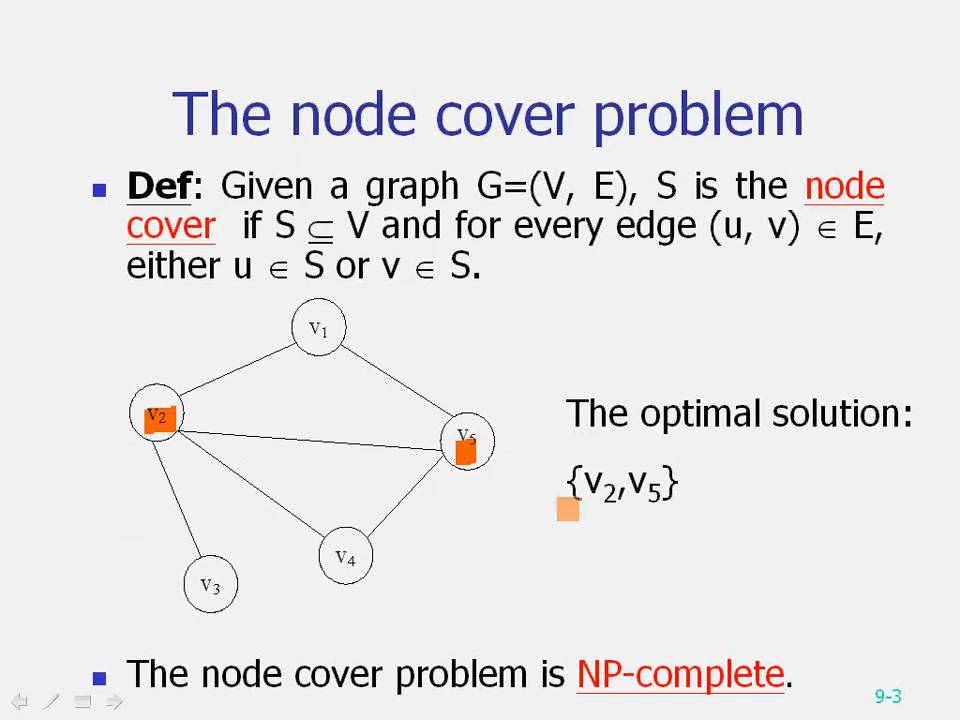 The node cover problem
Def: Given a graph G=(V, E), S is the node
cover if S ⊆ V and for every edge (u, v) ∈ E,
either u ∈ S or v ∈ S.
v1
v2
v5
The optimal solution:
{v2,v5}
v4
v3
The node cover problem is NP-complete.
9-3